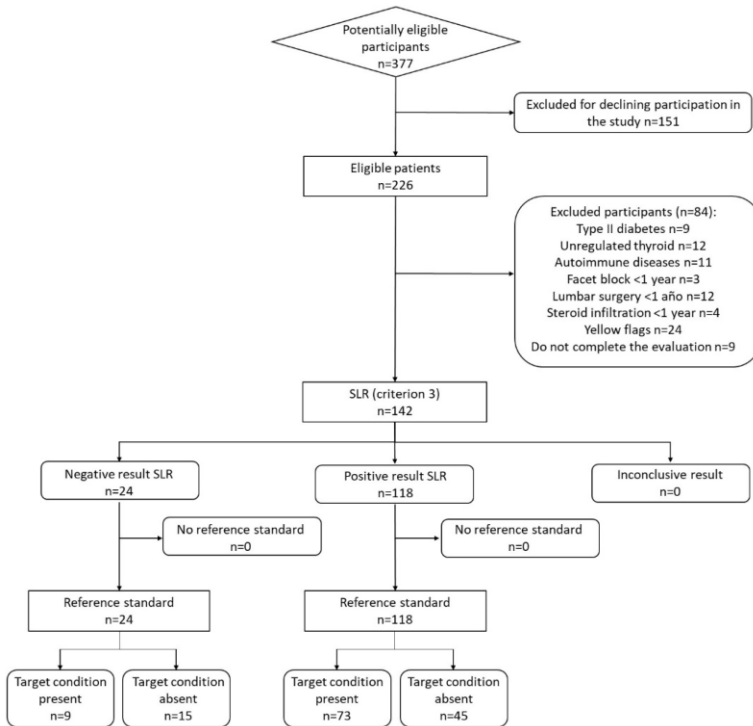 Potentially eligible
participants
n=377
Excluded for declining participation in
the study n=151
Eligible patients
n=226
Excluded participants (n=84):
Type II diabetes n=9
Unregulated thyroid n=12
Autoimmune diseases n=11
Facet block <1 year n=3
Lumbar surgery <1 año n=12
Steroid infiltration <1 year n=4
Yellow flags n=24
Do not complete the evaluation n=9
SLR (criterion 3)
n=142
Negative result SLR
n=24
Positive result SLR
n=118
Inconclusive result
n=0
No reference standard
n=0
No reference standard
n=0
Reference standard
n=24
Reference standard
n=118
Target condition
present
n=9
Target condition
absent
n=15
Target condition
present
n=73
Target condition
absent
n=45